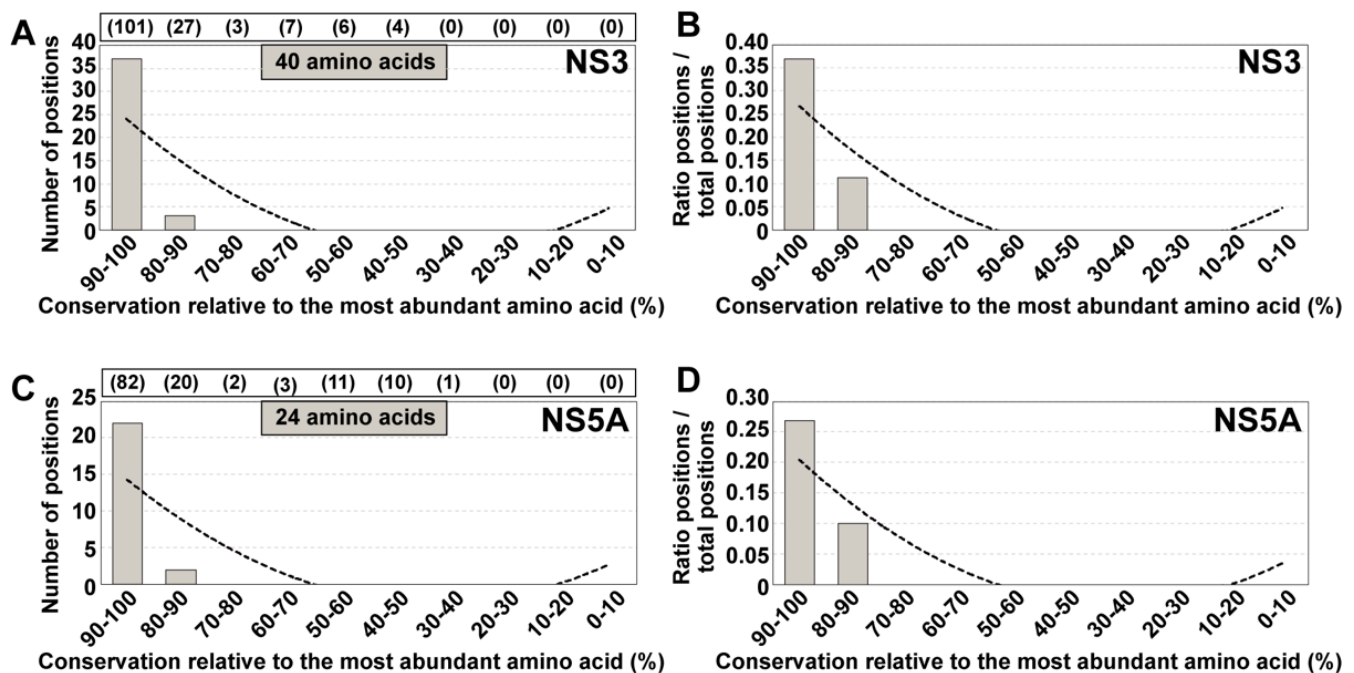 A
(101) (27) (3) (7) (6) (4) (0) (0) (0) (0)
40 amino acids
NS3
Number of positions
40
35
30
25
20
15
10
5
0
90-100 80-90 70-80 60-70 50-60 40-50 30-40 20-30 10-20 0-10
Conservation relative to the most abundant amino acid (%)
B
NS3
Ratio positions /
total positions
0.40
0.35
0.30
0.25
0.20
0.15
0.10
0.05
0
90-100 80-90 70-80 60-70 50-60 40-50 30-40 20-30 10-20 0-10
Conservation relative to the most abundant amino acid (%)
C
(82) (20) (2) (3) (11) (10) (1) (0) (0) (0)
24 amino acids
NS5A
Number of positions
25
20
15
10
5
0
90-100 80-90 70-80 60-70 50-60 40-50 30-40 20-30 10-20 0-10
Conservation relative to the most abundant amino acid (%)
D
NS5A
Ratio positions /
total positions
0.30
0.25
0.20
0.15
0.10
0.05
0
90-100 80-90 70-80 60-70 50-60 40-50 30-40 20-30 10-20 0-10
Conservation relative to the most abundant amino acid (%)